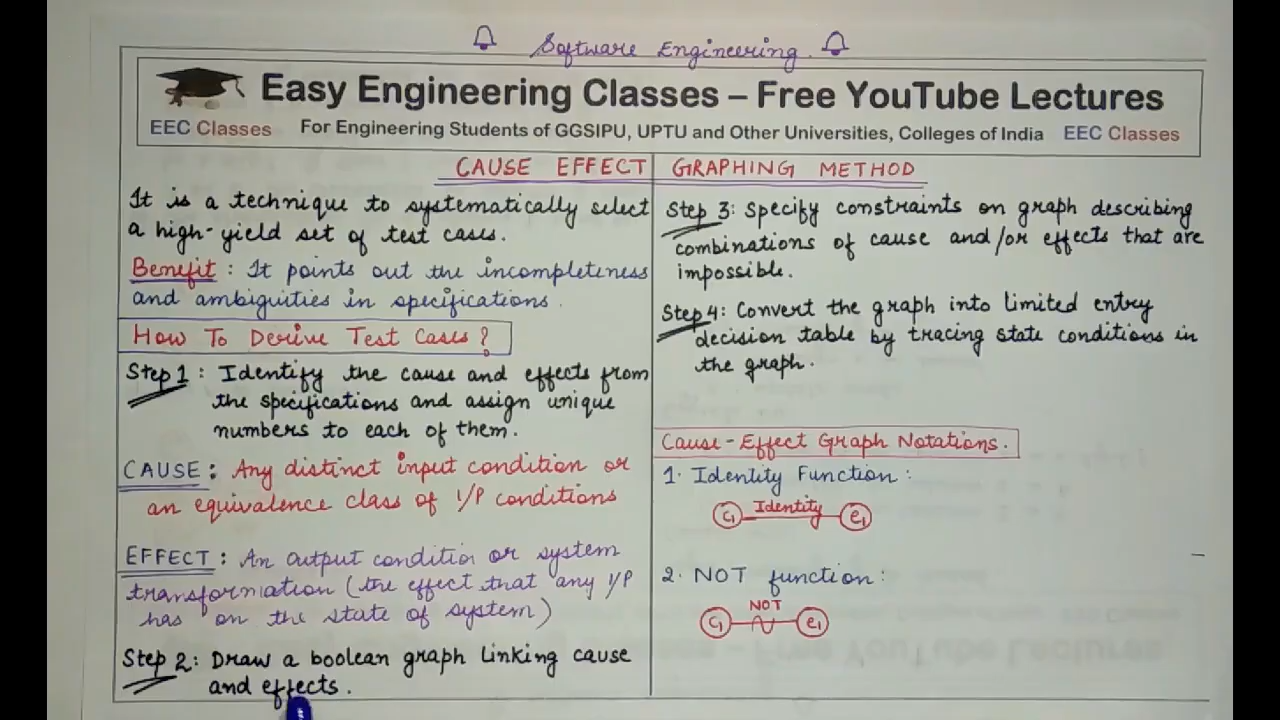 Software Engineering.
Easy Engineering Classes – Free YouTube Lectures
EEC Classes For Engineering Students of GGSIPU, UPTU and Other Universities, Colleges of India EEC Classes
CAUSE EFFECT GRAPHING METHOD
It is a technique to systematically select
a high-yield set of test cases.
Benefit: It points out the incompleteness
and ambiguities in specifications.
How To Derive Test Cases?
Step 1: Identify the cause and effects from
the specifications and assign unique
numbers to each of them.
CAUSE: Any distinct input condition or
an equivalence class of I/P conditions
EFFECT: An output condition or system
transformation (the effect that any I/P
has on the state of system)
Step 2: Draw a boolean graph linking cause
and effects.
Step 3: Specify constraints on graph describing
combinations of cause and/or effects that are
impossible.
Step 4: Convert the graph into limited entry
decision table by tracing state conditions in
the graph.
Cause-Effect Graph Notations.
1. Identity Function:
C1 Identity e1
2. NOT function:
NOT
C1 e1